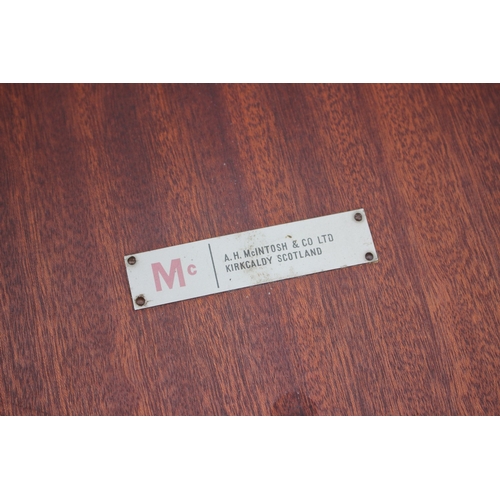 Mc
A.H. McINTOSH & CO LTD
KIRKCALDY SCOTLAND